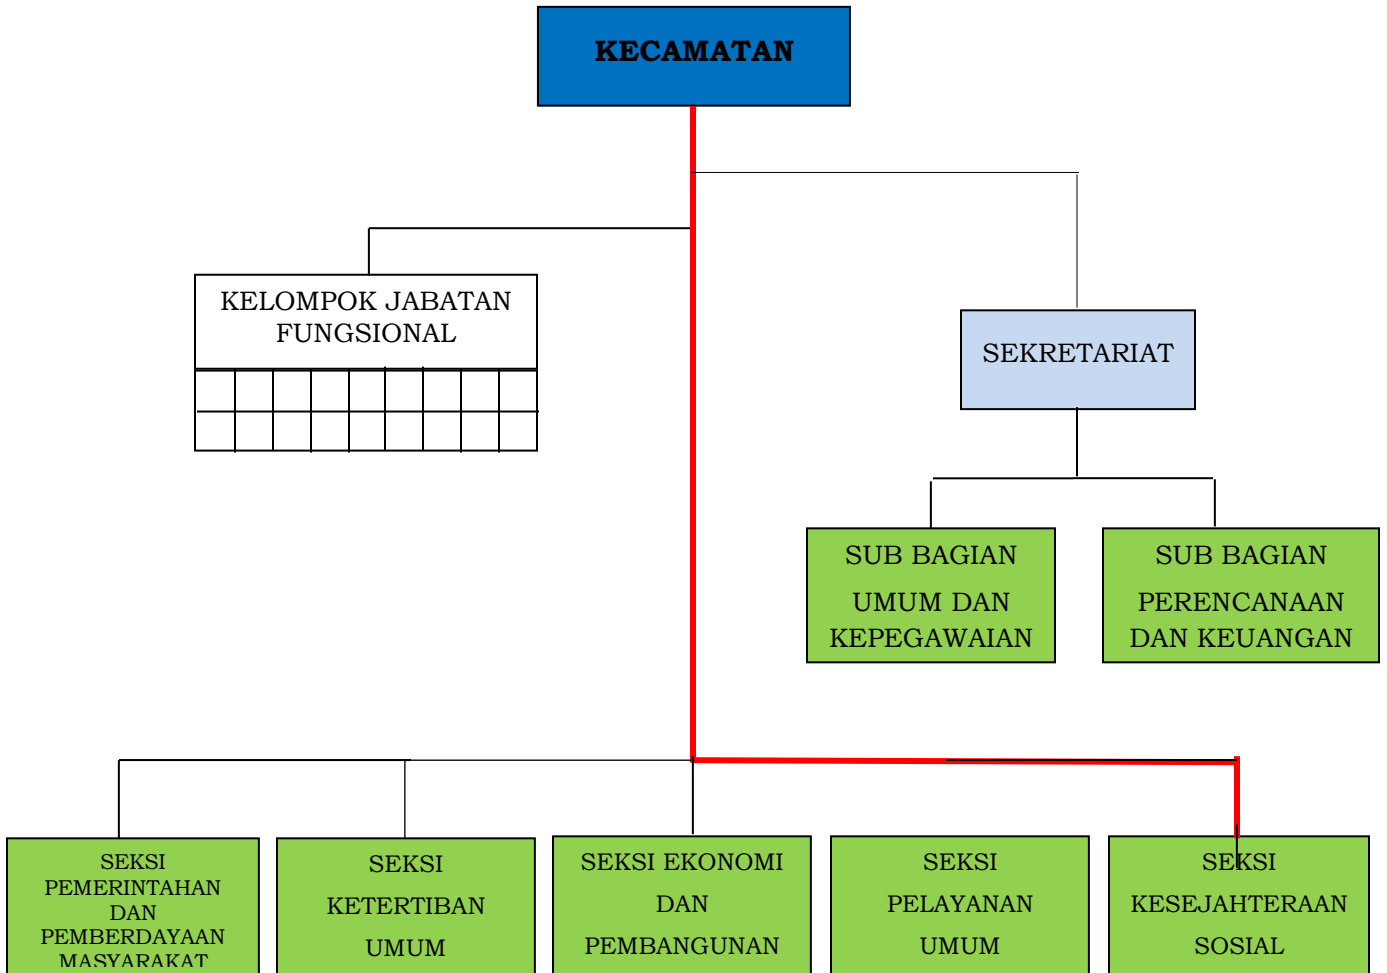 KECAMATAN
KELOMPOK JABATAN
FUNGSIONAL
SEKRETARIAT
SUB BAGIAN
UMUM DAN
KEPEGAWAIAN
SUB BAGIAN
PERENCANAAN
DAN KEUANGAN
SEKSI
PEMERINTAHAN
DAN
PEMBERDAYAAN
MASYARAKAT
SEKSI
KETERTIBAN
UMUM
SEKSI EKONOMI
DAN
PEMBANGUNAN
SEKSI
PELAYANAN
UMUM
SEKSI
KESEJAHTERAAN
SOSIAL